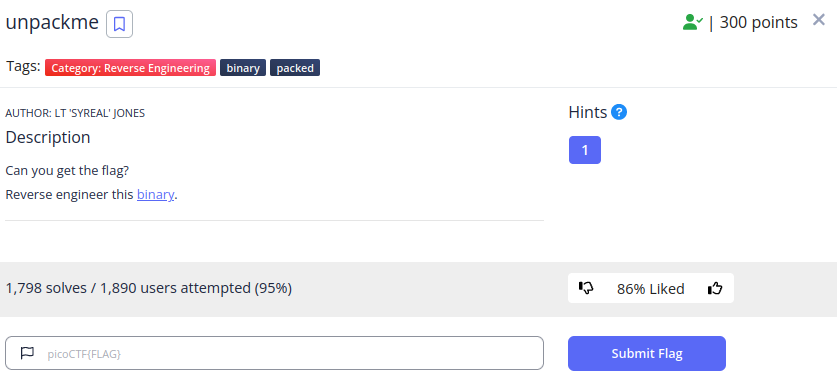 unpackme | 300 points ×
Tags: Category: Reverse Engineering binary packed
AUTHOR: LT 'SYREAL' JONES
Hints ?
Description
1
Can you get the flag?
Reverse engineer this binary.
1,798 solves / 1,890 users attempted (95%)
86% Liked
picoCTF{FLAG}
Submit Flag